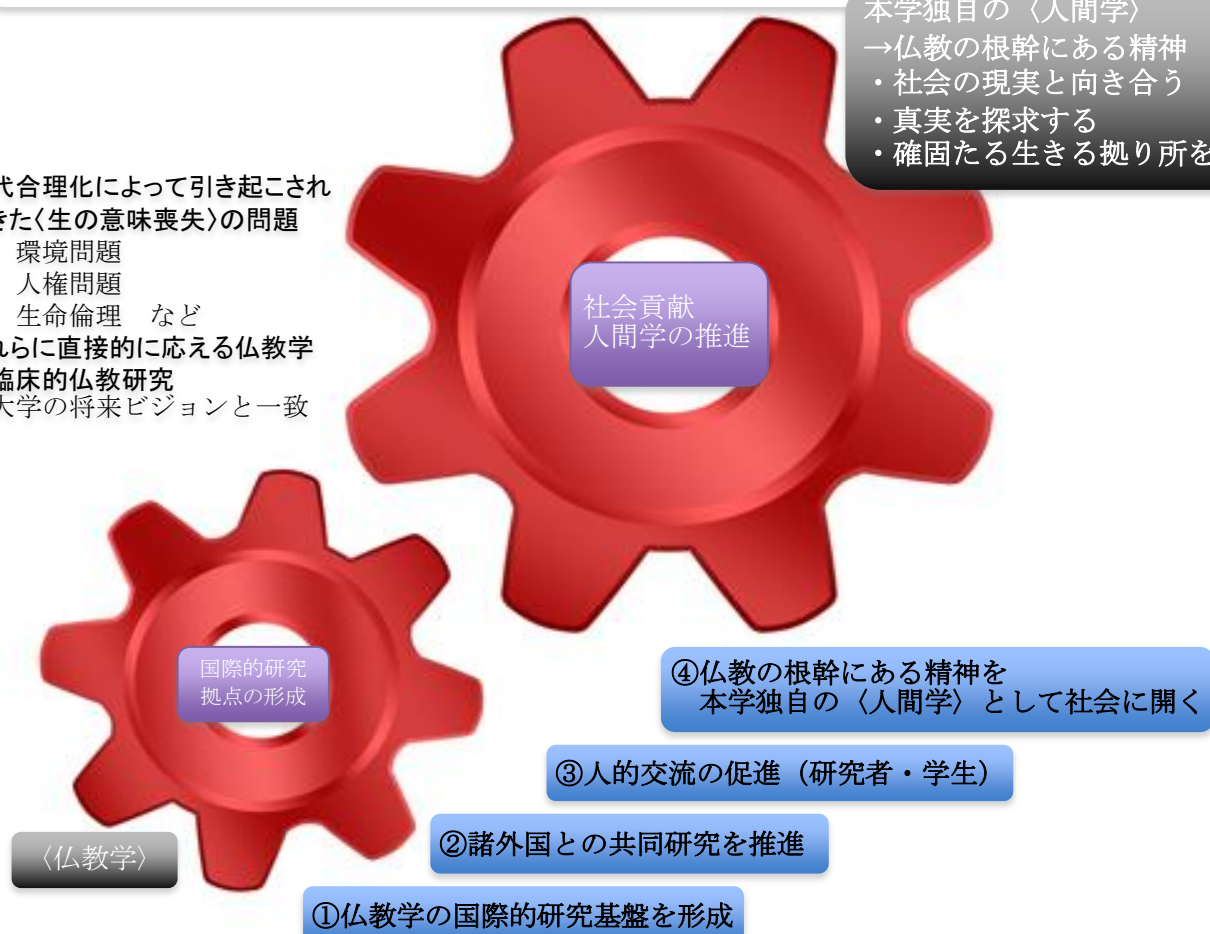 本学独自の〈人間学〉
→仏教の根幹にある精神
・社会の現実と向き合う
・真実を探求する
・確固たる生きる拠り所を
代合理化によって引き起こされ
きた〈生の意味喪失〉の問題
環境問題
人権問題
生命倫理　など
れらに直接的に応える仏教学
臨床的仏教研究
大学の将来ビジョンと一致
社会貢献
人間学の推進
国際的研究
拠点の形成
〈仏教学〉
④仏教の根幹にある精神を
本学独自の〈人間学〉として社会に開く
③人的交流の促進（研究者・学生）
②諸外国との共同研究を推進
①仏教学の国際的研究基盤を形成